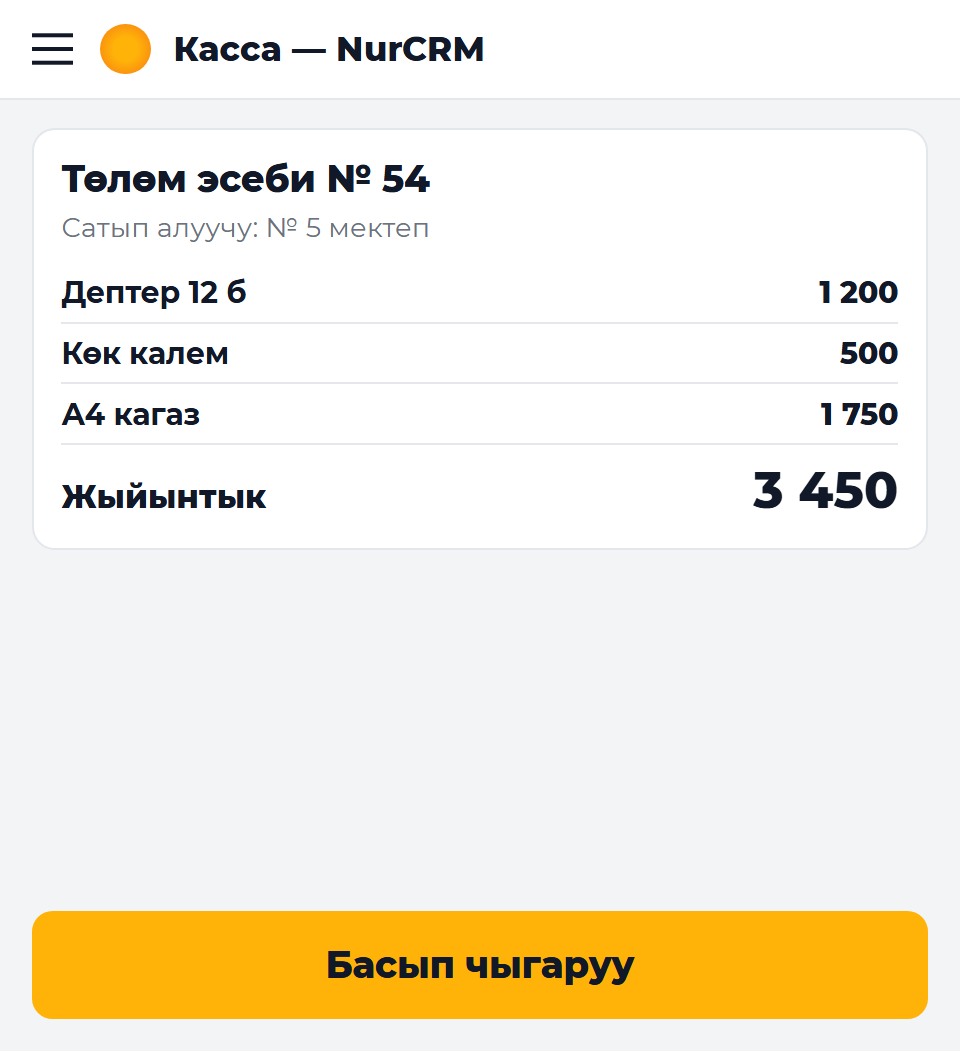 Касса — NurCRM
Төлөм эсеби № 54
Сатып алуучу: № 5 мектеп
Дептер 12 б 1 200
Көк калем 500
А4 кагаз 1 750
Жыйынтык 3 450
Басып чыгаруу